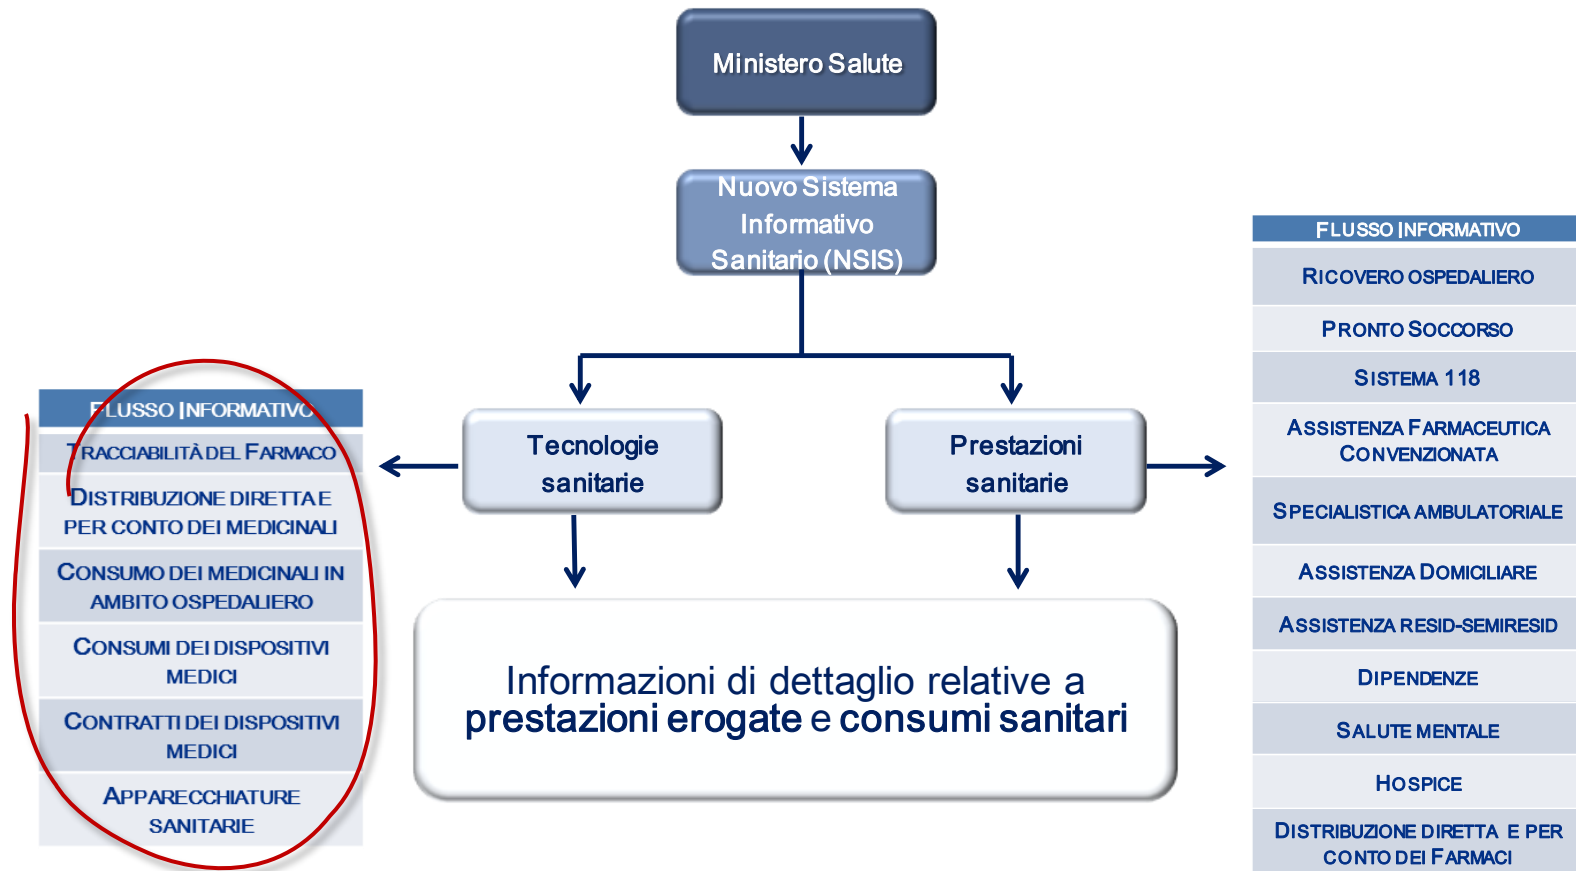 Ministero Salute
Nuovo Sistema
Informativo
Sanitario (NSIS)
Tecnologie
sanitarie
Prestazioni
sanitarie
Informazioni di dettaglio relative a
prestazioni erogate e consumi sanitari
FLUSSO INFORMATIVO
TRACCIABILITÀ DEL FARMACO
DISTRIBUZIONE DIRETTA E
PER CONTO DEI MEDICINALI
CONSUMO DEI MEDICINALI IN
AMBITO OSPEDALIERO
CONSUMI DEI DISPOSITIVI
MEDICI
CONTRATTI DEI DISPOSITIVI
MEDICI
APPARECCHIATURE
SANITARIE
FLUSSO INFORMATIVO
RICOVERO OSPEDALIERO
PRONTO SOCCORSO
SISTEMA 118
ASSISTENZA FARMACEUTICA
CONVENZIONATA
SPECIALISTICA AMBULATORIALE
ASSISTENZA DOMICILIARE
ASSISTENZA RESID-SEMIRESID
DIPENDENZE
SALUTE MENTALE
HOSPICE
DISTRIBUZIONE DIRETTA E PER
CONTO DEI FARMACI